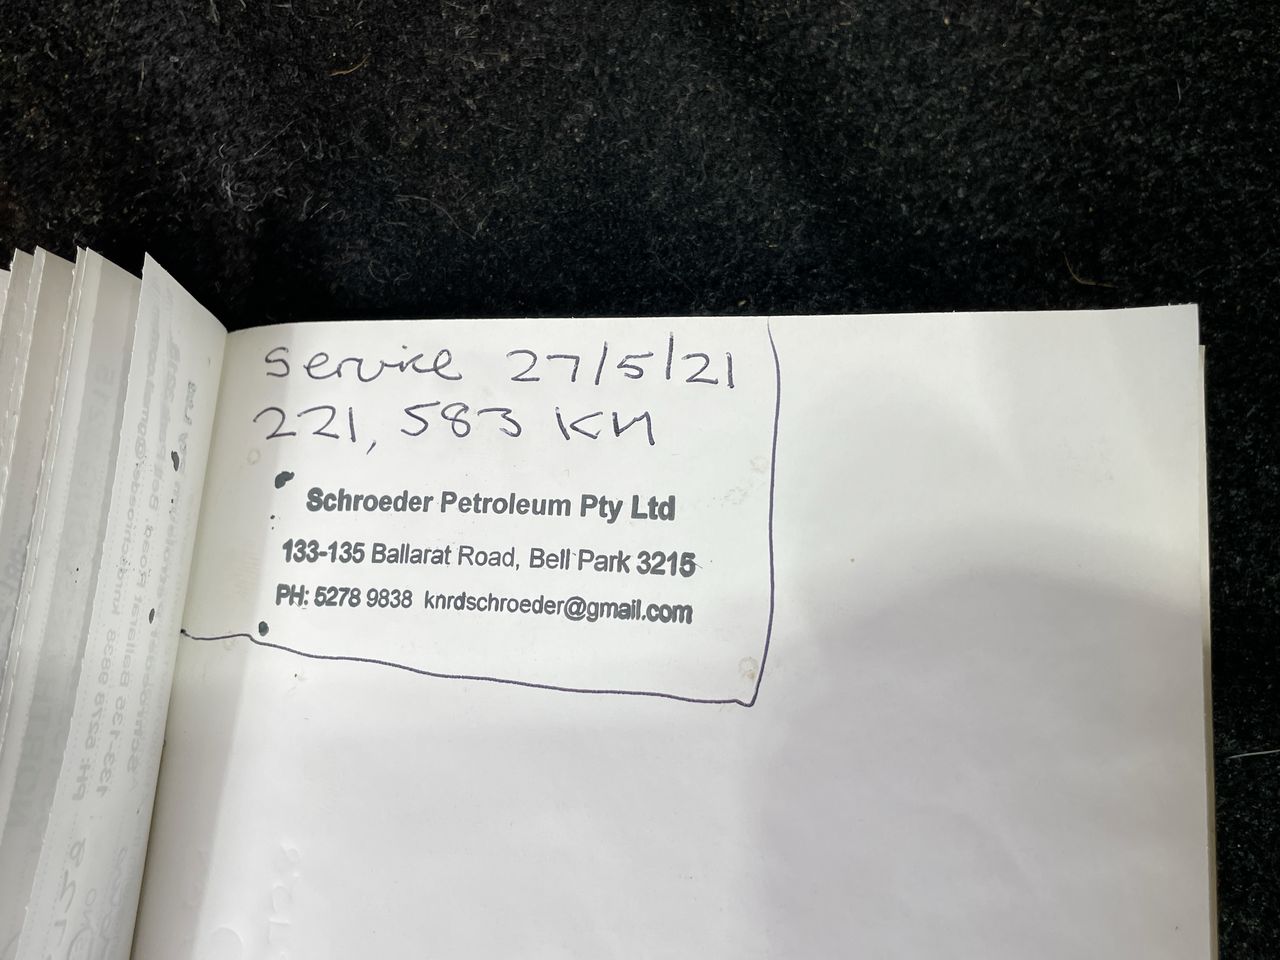 Service 27/5/21
221, 583 KM
Schroeder Petroleum Pty Ltd
133-135 Ballarat Road, Bell Park 3215
PH: 5278 9838 knrdschroeder@gmail.com